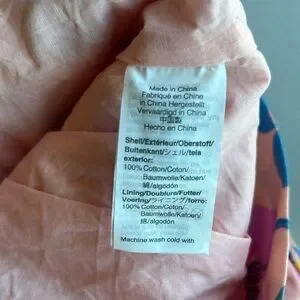 Made in China
Fabriqué en Chine
in China Hergestellt
Vervaardigd in China
中国製
Hecho en China
Shell/Extérieur/Oberstoff/
Buitenkant/シェル/tela
exterior:
100% Cotton/Coton/
Baumwolle/Katoen/
綿/algodón
Lining/Doublure/Futter/
Voering/ライニング/forro:
100% Cotton/Coton/
Baumwolle/Katoen/
綿/algodón
Machine wash cold with